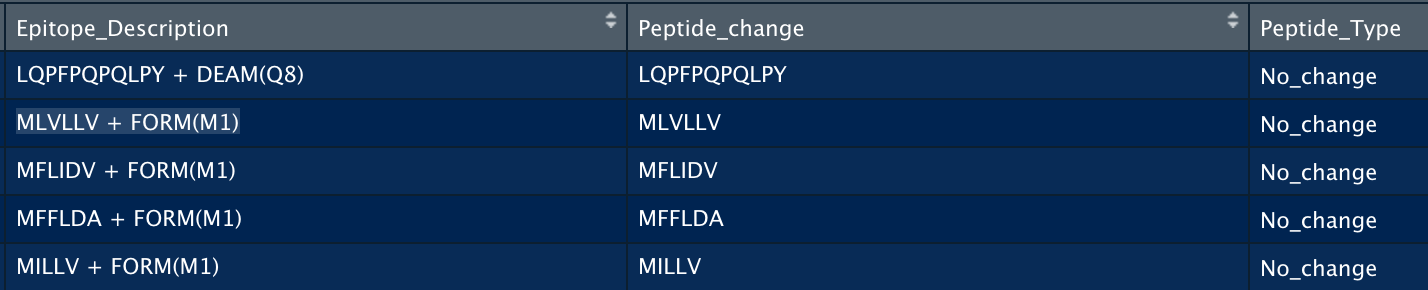 Epitope_Description Peptide_change Peptide_Type
LQPFPQPQLPY + DEAM(Q8) LQPFPQPQLPY No_change
MLVLLV + FORM(M1) MLVLLV No_change
MFLIDV + FORM(M1) MFLIDV No_change
MFFLDA + FORM(M1) MFFLDA No_change
MILLV + FORM(M1) MILLV No_change